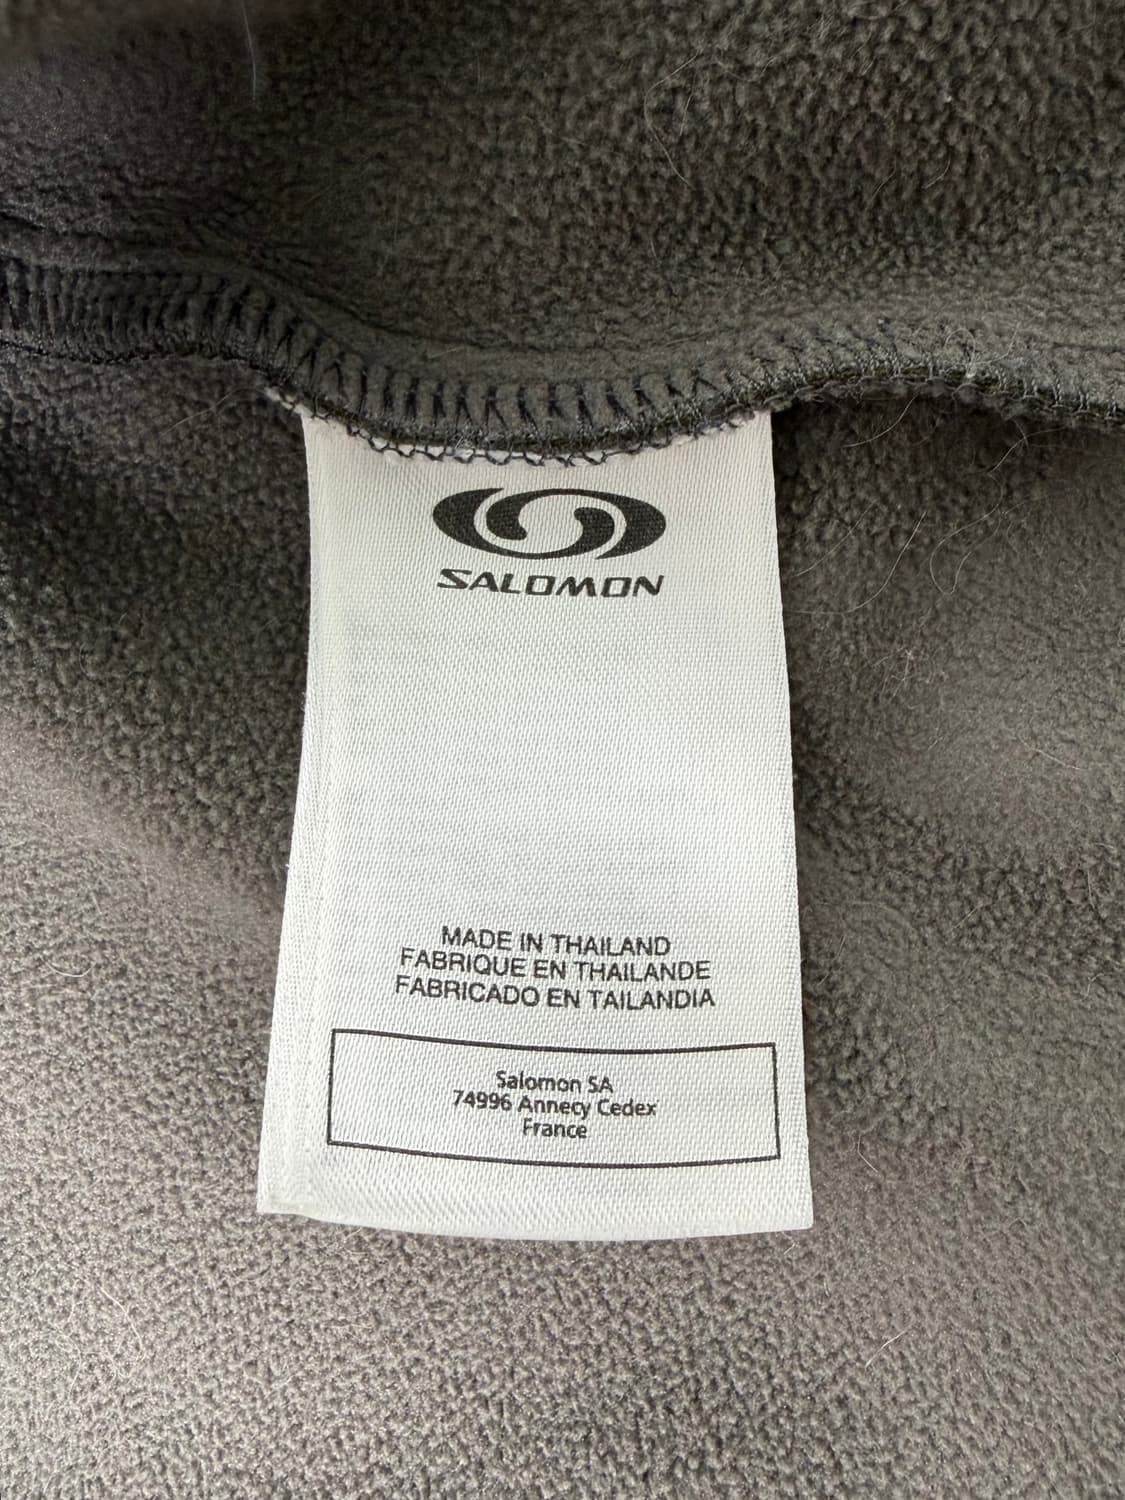 SALOMON
MADE IN THAILAND
FABRIQUE EN THAILANDE
FABRICADO EN TAILANDIA
Salomon SA
74996 Annecy Cedex
France